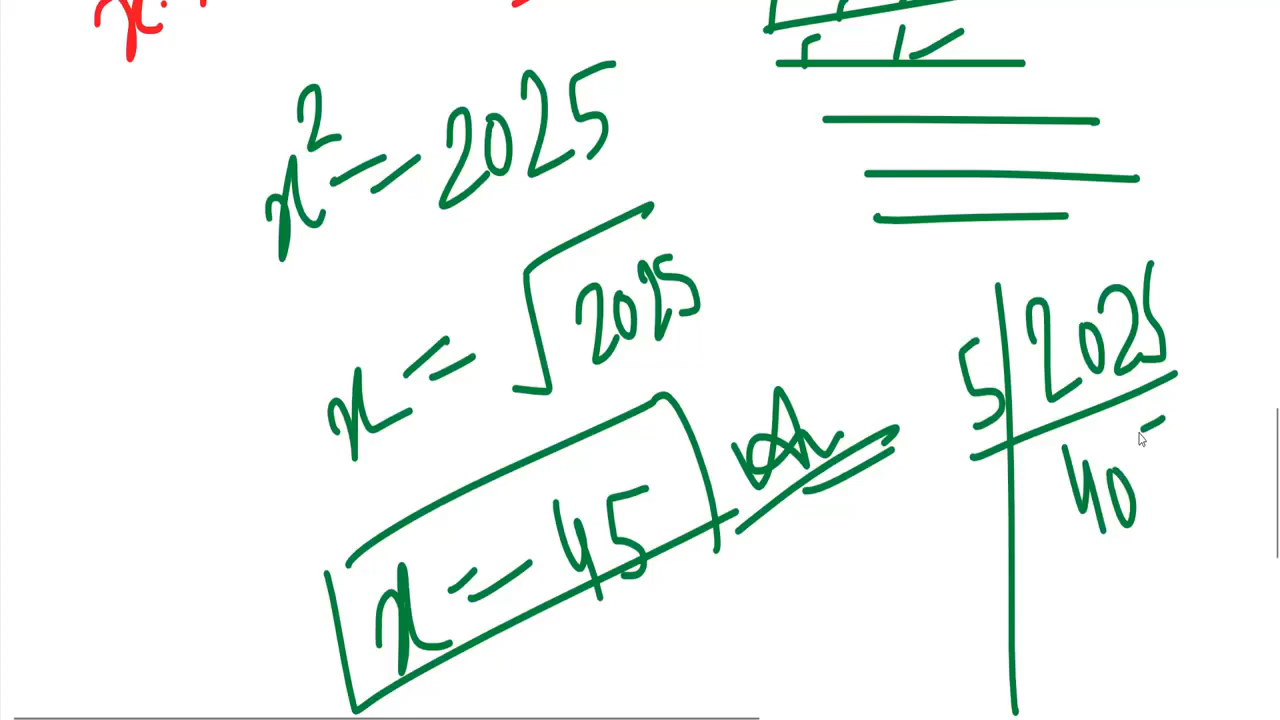 x² = 2025
x = √2025
x = 45
5 | 2025
40